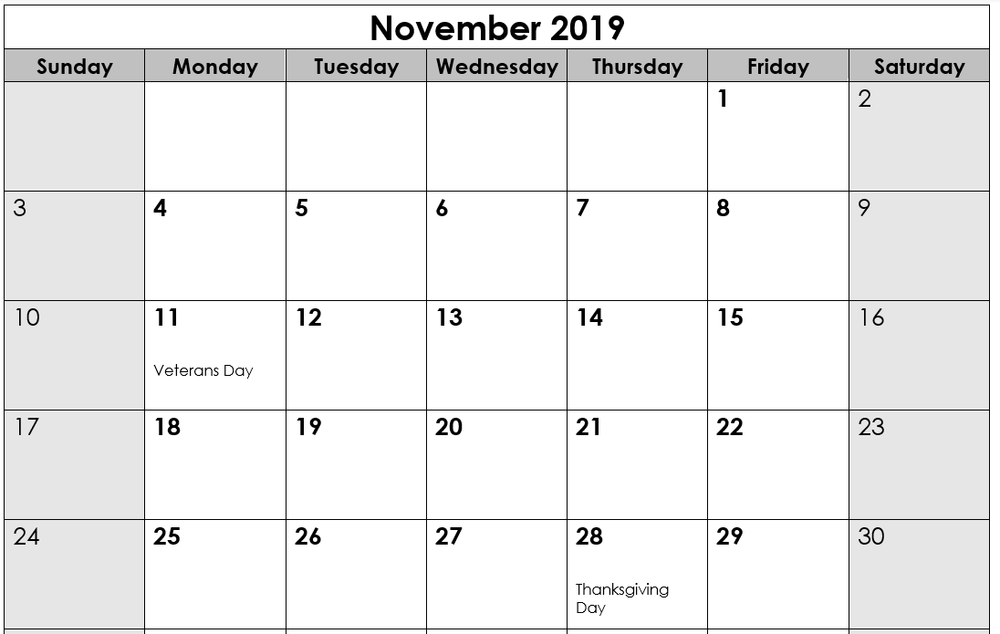 November 2019
Sunday Monday Tuesday Wednesday Thursday Friday Saturday
1 2
3 4 5 6 7 8 9
10 11 12 13 14 15 16
Veterans Day
17 18 19 20 21 22 23
24 25 26 27 28 29 30
Thanksgiving
Day